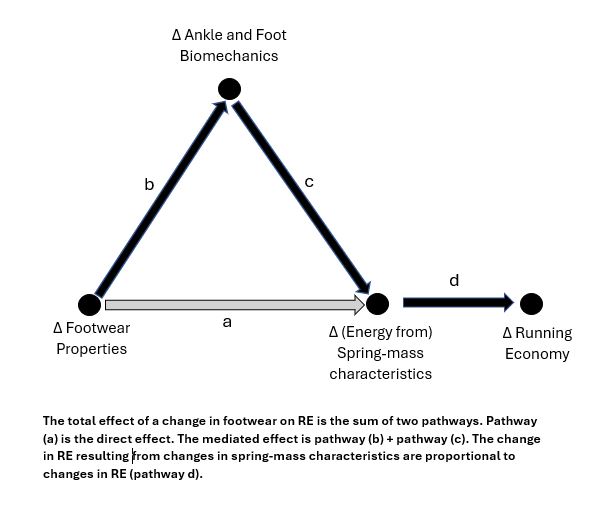 Δ Ankle and Foot
Biomechanics
b
c
d
a
Δ Footwear
Properties
Δ (Energy from)
Spring-mass
characteristics
Δ Running
Economy
The total effect of a change in footwear on RE is the sum of two pathways. Pathway
(a) is the direct effect. The mediated effect is pathway (b) + pathway (c). The change
in RE resulting from changes in spring-mass characteristics are proportional to
changes in RE (pathway d).